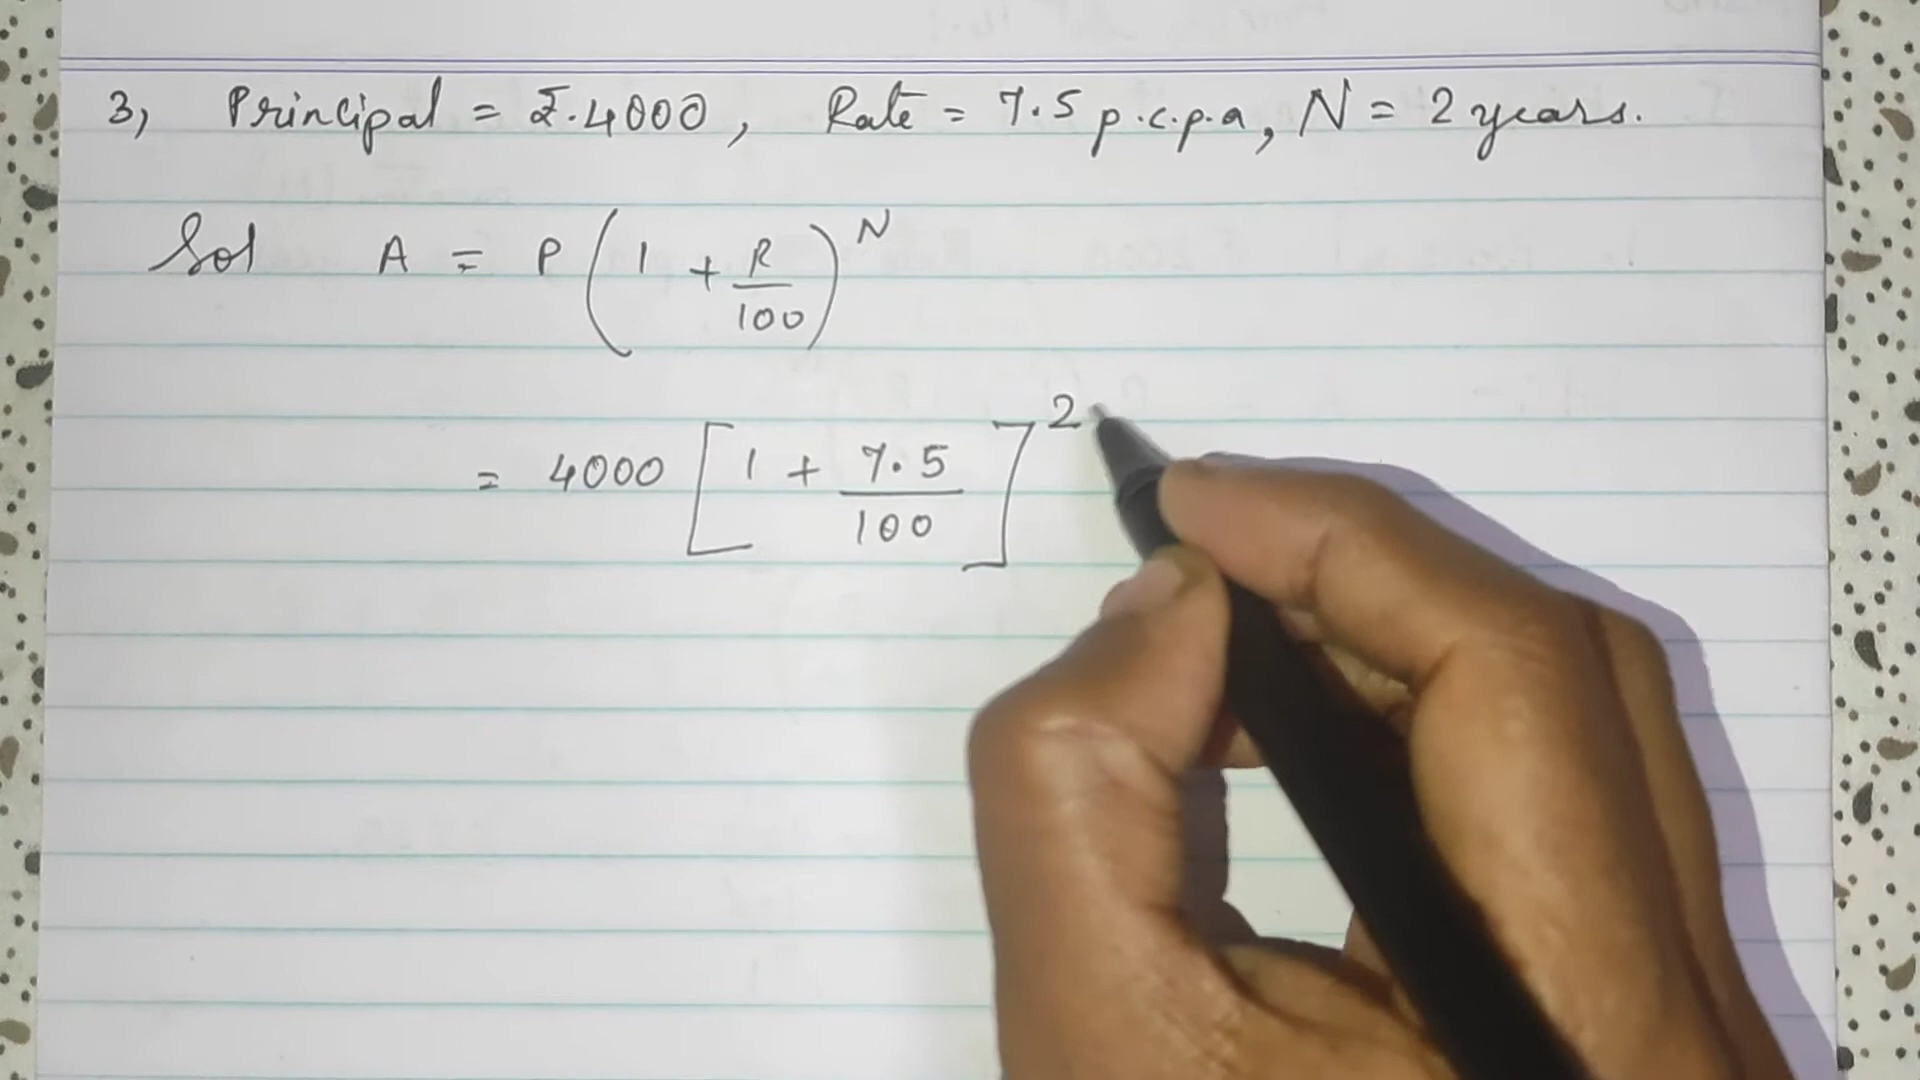 3, Principal = ₹.4000, Rate = 7.5 p.c.p.a, N = 2 years.
Sol A = P (1 + R/100)^N
= 4000 [1 + 7.5/100]^2